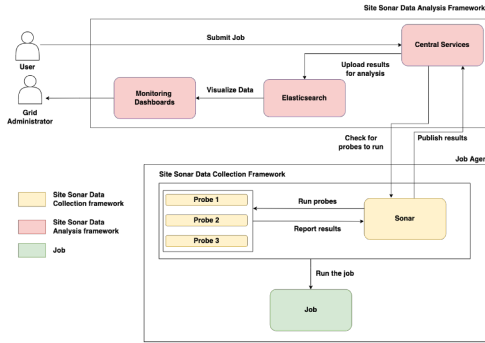 Site Sonar Data Analysis Framework
Submit Job
Central Services
User
Upload results
for analysis
Monitoring
Dashboards
Visualize Data
Elasticsearch
Grid
Administrator
Check for
probes to run
Publish results
Job Agen
Site Sonar Data Collection Framework
Probe 1
Run probes
Probe 2
Sonar
Report results
Probe 3
Site Sonar Data
Collection framework
Site Sonar Data
Analysis framework
Job
Run the job
Job